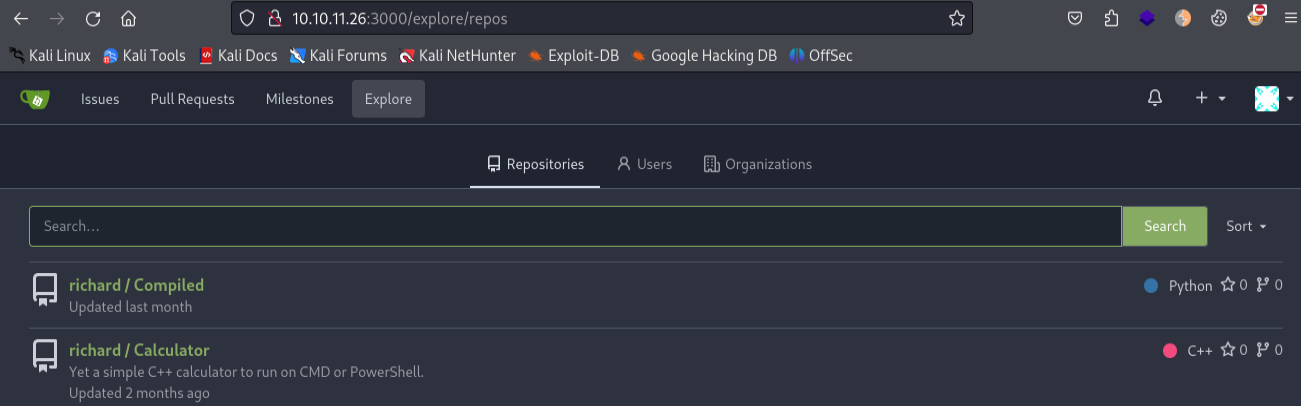 10.10.11.26:3000/explore/repos
Kali Linux Kali Tools Kali Docs Kali Forums Kali NetHunter Exploit-DB Google Hacking DB OffSec
Issues Pull Requests Milestones Explore
Repositories Users Organizations
Search... Search Sort
richard / Compiled Python 0 0
Updated last month
richard / Calculator C++ 0 0
Yet a simple C++ calculator to run on CMD or PowerShell.
Updated 2 months ago